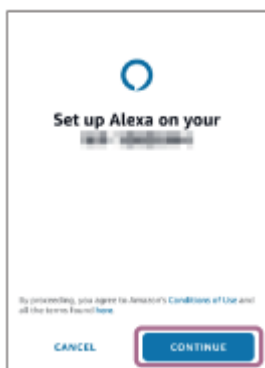 Set up Alexa on your
By proceeding, you agree to Amazon's Conditions of Use and
all the terms found here.
CANCEL
CONTINUE